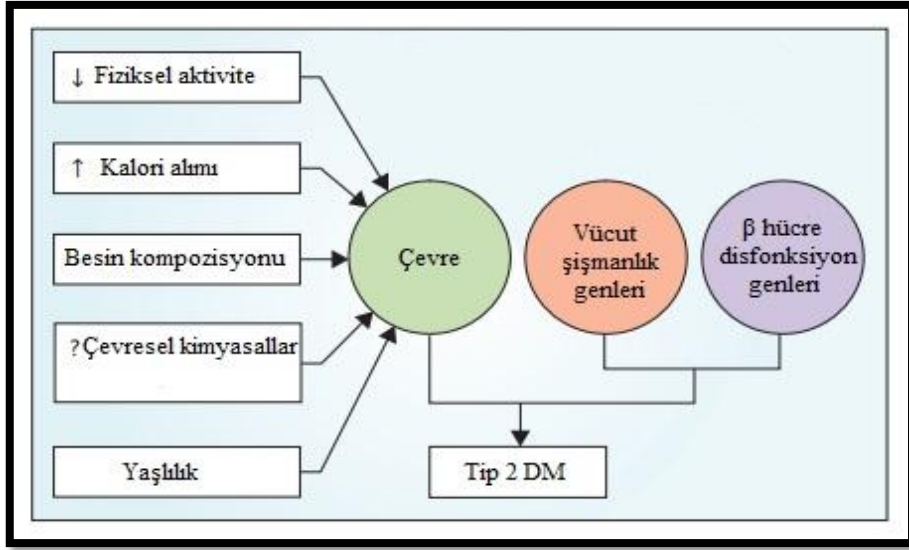 ↓ Fiziksel aktivite
↑ Kalori alımı
Besin kompozisyonu
?Çevresel kimyasallar
Yaşlılık
Çevre
Vücut
şişmanlık
genleri
β hücre
disfonksiyon
genleri
Tip 2 DM